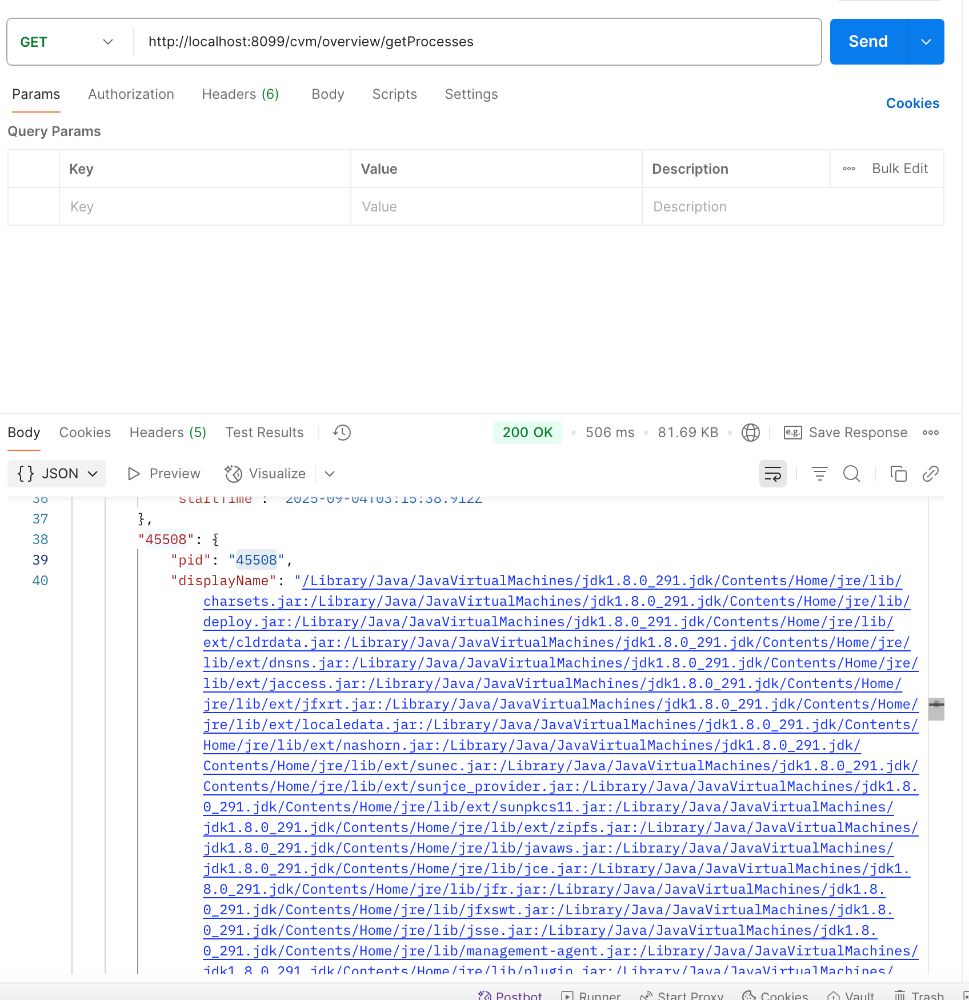 GET http://localhost:8099/cvm/overview/getProcesses Send
Params Authorization Headers (6) Body Scripts Settings Cookies
Query Params
Key Value Description Bulk Edit
Key Value Description
Body Cookies Headers (5) Test Results 200 OK 506 ms 81.69 KB e.g. Save Response
{} JSON Preview Visualize
36 "startTime": "2025-09-04T03:15:38.912Z"
37 },
38 "45508": {
39 "pid": "45508",
40 "displayName": "/Library/Java/JavaVirtualMachines/jdk1.8.0_291.jdk/Contents/Home/jre/lib/
charsets.jar:/Library/Java/JavaVirtualMachines/jdk1.8.0_291.jdk/Contents/Home/jre/lib/
deploy.jar:/Library/Java/JavaVirtualMachines/jdk1.8.0_291.jdk/Contents/Home/jre/lib/
ext/cldrdata.jar:/Library/Java/JavaVirtualMachines/jdk1.8.0_291.jdk/Contents/Home/jre/
lib/ext/dnsns.jar:/Library/Java/JavaVirtualMachines/jdk1.8.0_291.jdk/Contents/Home/jre/
lib/ext/jaccess.jar:/Library/Java/JavaVirtualMachines/jdk1.8.0_291.jdk/Contents/Home/
jre/lib/ext/jfxrt.jar:/Library/Java/JavaVirtualMachines/jdk1.8.0_291.jdk/Contents/Home/
jre/lib/ext/localedata.jar:/Library/Java/JavaVirtualMachines/jdk1.8.0_291.jdk/Contents/
Home/jre/lib/ext/nashorn.jar:/Library/Java/JavaVirtualMachines/jdk1.8.0_291.jdk/
Contents/Home/jre/lib/ext/sunec.jar:/Library/Java/JavaVirtualMachines/jdk1.8.0_291.jdk/
Contents/Home/jre/lib/ext/sunjce_provider.jar:/Library/Java/JavaVirtualMachines/jdk1.8.
0_291.jdk/Contents/Home/jre/lib/ext/sunpkcs11.jar:/Library/Java/JavaVirtualMachines/
jdk1.8.0_291.jdk/Contents/Home/jre/lib/ext/zipfs.jar:/Library/Java/JavaVirtualMachines/
jdk1.8.0_291.jdk/Contents/Home/jre/lib/javaws.jar:/Library/Java/JavaVirtualMachines/
jdk1.8.0_291.jdk/Contents/Home/jre/lib/jce.jar:/Library/Java/JavaVirtualMachines/jdk1.
8.0_291.jdk/Contents/Home/jre/lib/jfr.jar:/Library/Java/JavaVirtualMachines/jdk1.8.
0_291.jdk/Contents/Home/jre/lib/jfxswt.jar:/Library/Java/JavaVirtualMachines/jdk1.8.
0_291.jdk/Contents/Home/jre/lib/jsse.jar:/Library/Java/JavaVirtualMachines/jdk1.8.
0_291.jdk/Contents/Home/jre/lib/management-agent.jar:/Library/Java/JavaVirtualMachines/
jdk1.8.0_291.jdk/Contents/Home/jre/lib/plugin.jar:/Library/Java/JavaVirtualMachines/
Postbot Runner Start Proxy Cookies Vault Trash